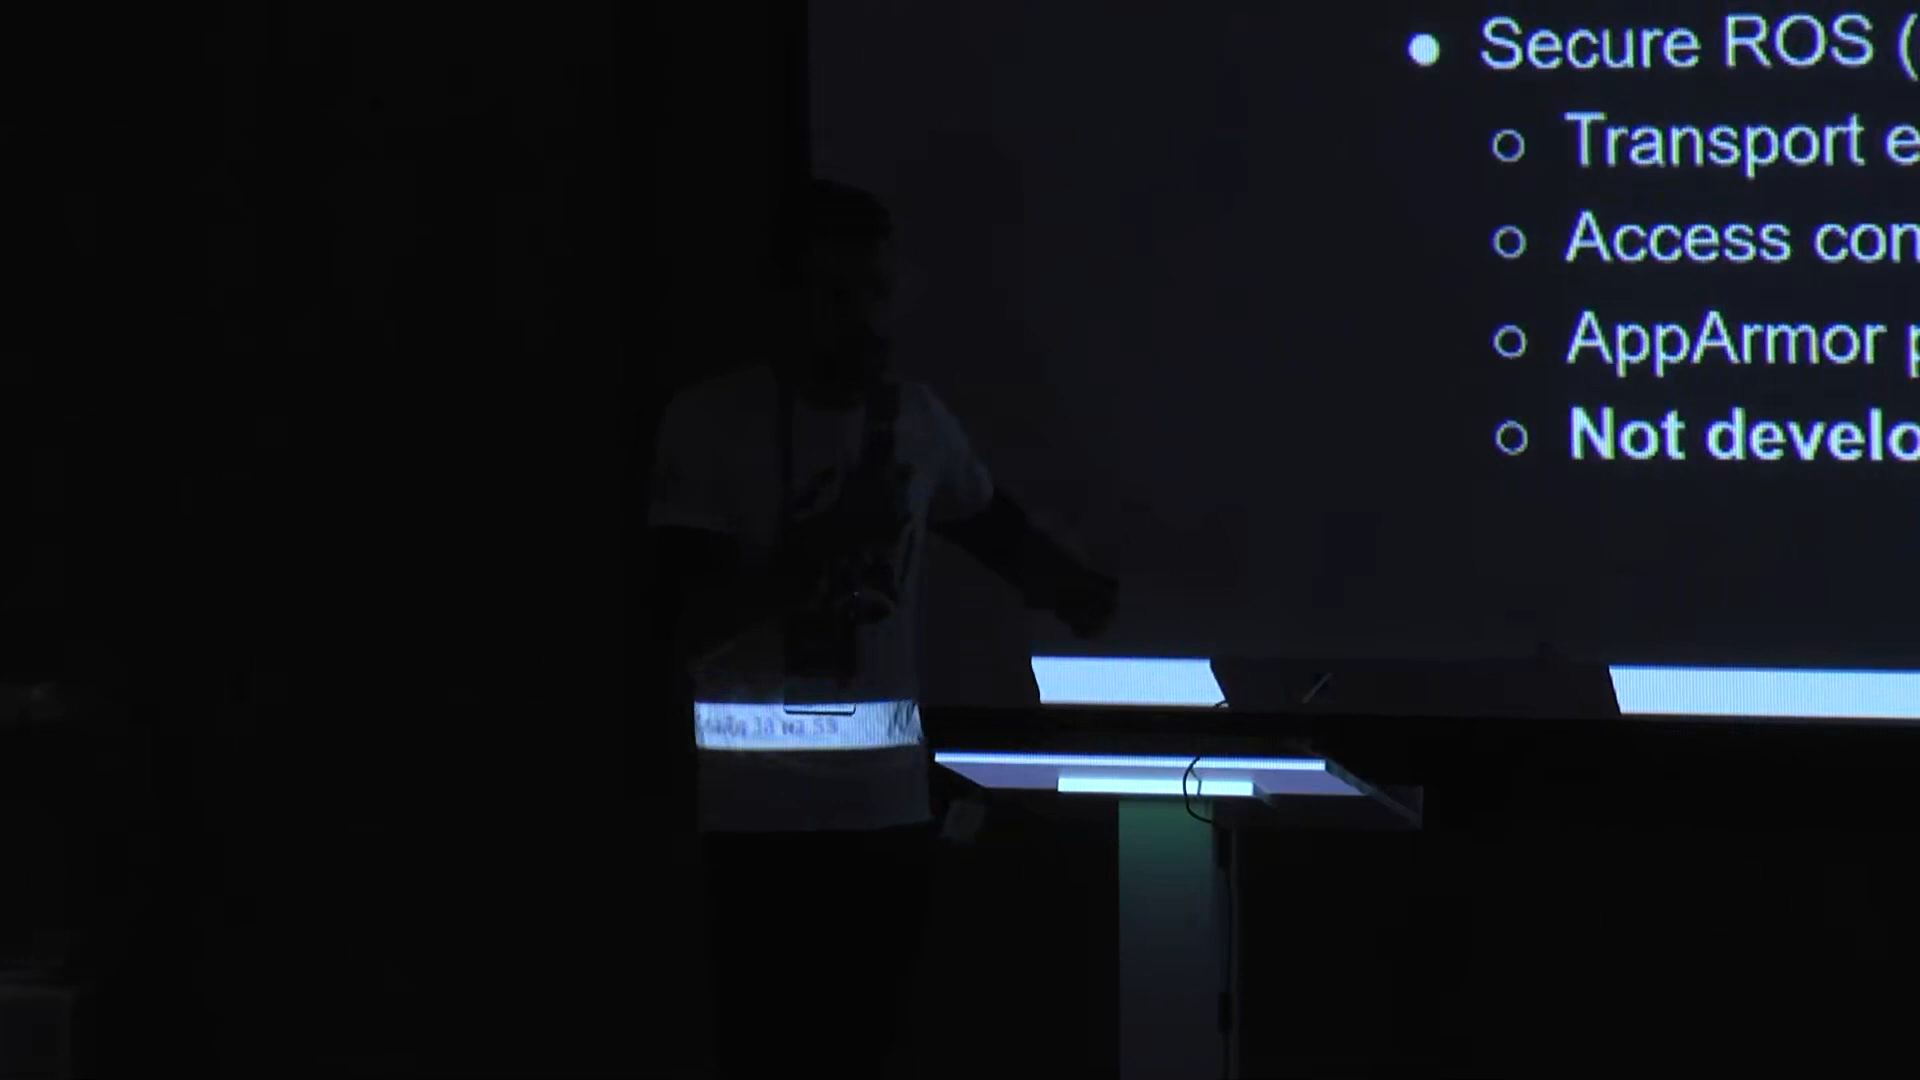 ● Secure ROS (
○ Transport e
○ Access con
○ AppArmor p
○ Not develo